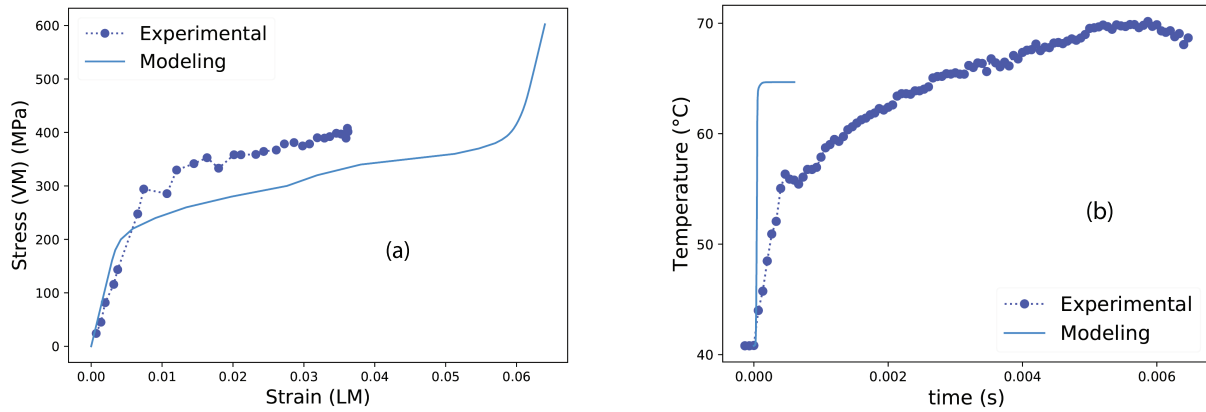 Experimental
Modeling
600
500
400
300
200
100
0
Stress (VM) (MPa)
(a)
0.00 0.01 0.02 0.03 0.04 0.05 0.06
Strain (LM)
70
60
50
40
Temperature (°C)
(b)
Experimental
Modeling
0.000 0.002 0.004 0.006
time (s)